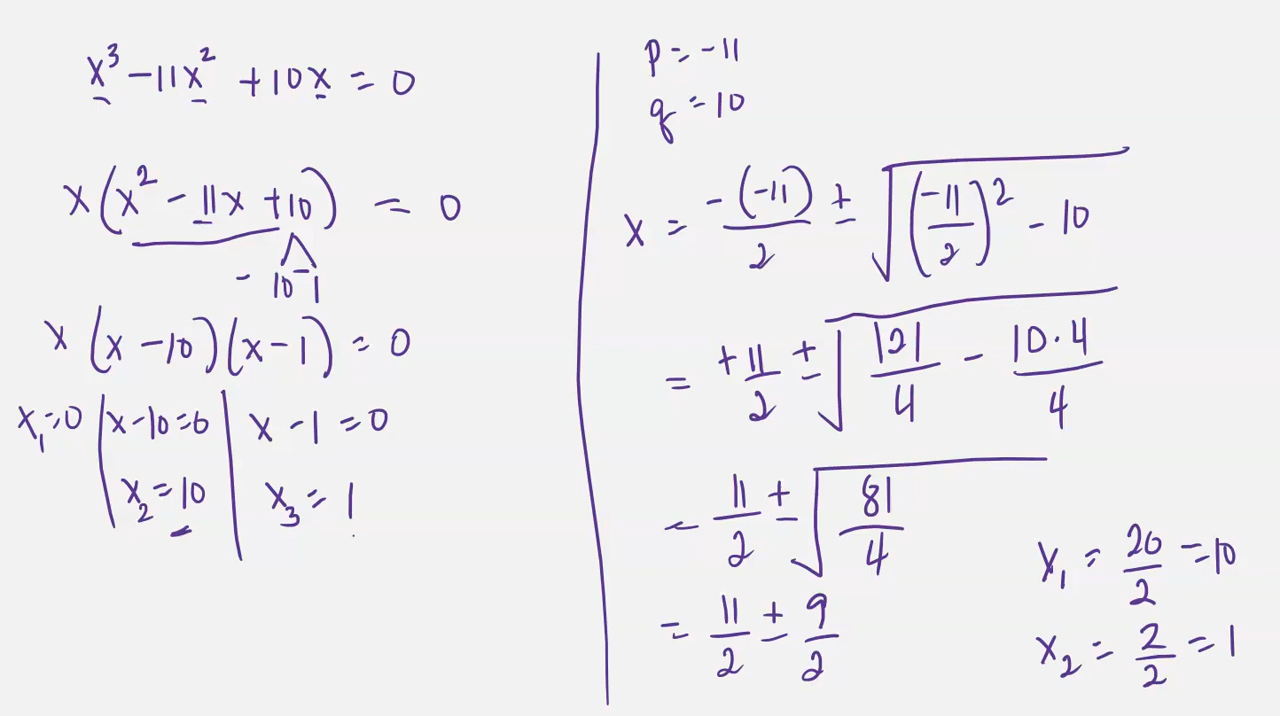 x³ - 11x² + 10x = 0
x(x² - 11x + 10) = 0
- 10 - 1
x (x - 10)(x - 1) = 0
x₁ = 0 | x - 10 = 0 | x - 1 = 0
x₂ = 10 | x₃ = 1
p = -11
q = 10
x = -(-11)/2 ± √((-11/2)² - 10)
= +11/2 ± √(121/4 - 10·4/4)
= 11/2 ± √(81/4)
= 11/2 ± 9/2
x₁ = 20/2 = 10
x₂ = 2/2 = 1